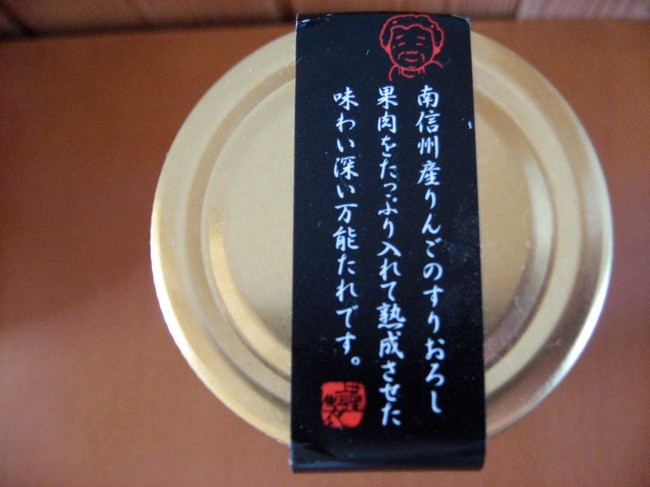 南信州産りんごのすりおろし
果肉をたっぷり入れて熟成させた
味わい深い万能たれです。